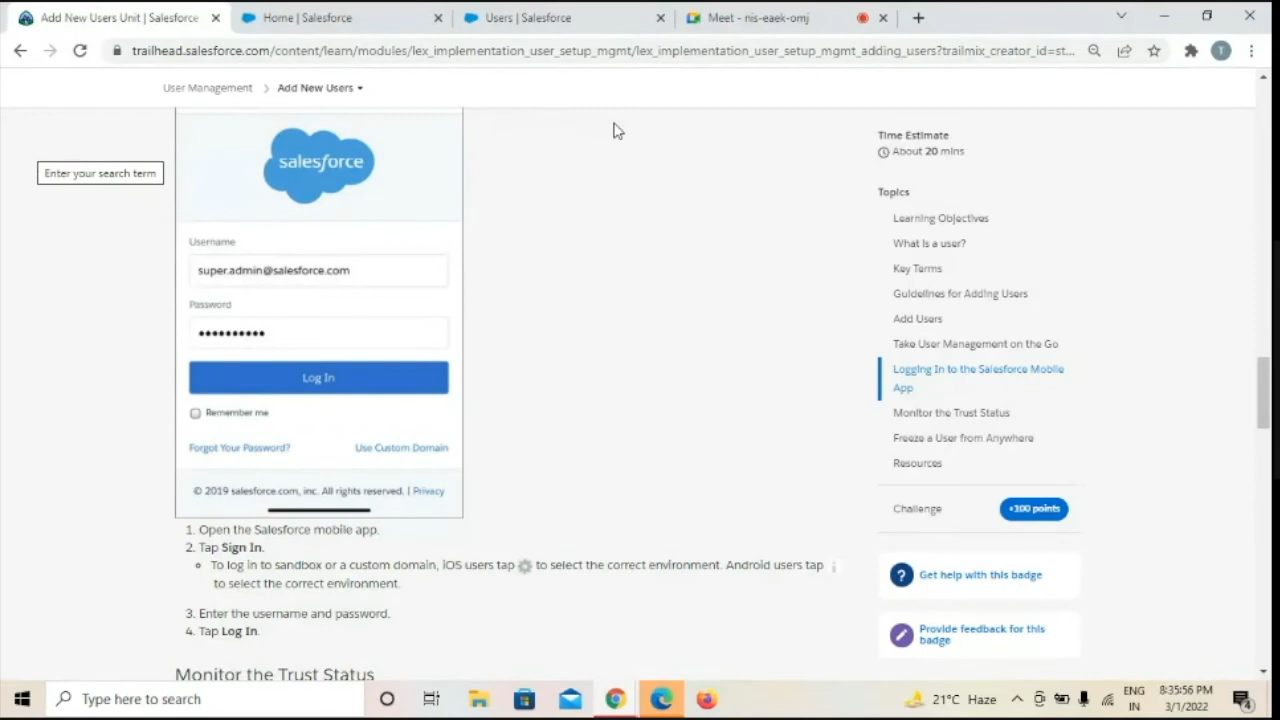 Add New Users Unit | Salesforce
Home | Salesforce
Users | Salesforce
Meet - nis-eaek-omj
trailhead.salesforce.com/content/learn/modules/lex_implementation_user_setup_mgmt/lex_implementation_user_setup_mgmt_adding_users?trailmix_creator_id=st...
T
User Management > Add New Users
Enter your search term
salesforce
Username
super.admin@salesforce.com
Password
Log In
Remember me
Forgot Your Password? Use Custom Domain
© 2019 salesforce.com, inc. All rights reserved. | Privacy
1. Open the Salesforce mobile app.
2. Tap Sign In.
To log in to sandbox or a custom domain, iOS users tap to select the correct environment. Android users tap
to select the correct environment.
3. Enter the username and password.
4. Tap Log In.
Monitor the Trust Status
Time Estimate
About 20 mins
Topics
Learning Objectives
What is a user?
Key Terms
Guidelines for Adding Users
Add Users
Take User Management on the Go
Logging In to the Salesforce Mobile
App
Monitor the Trust Status
Freeze a User from Anywhere
Resources
Challenge +100 points
? Get help with this badge
Provide feedback for this
badge
Type here to search
21°C Haze
ENG
IN
8:35:56 PM
3/1/2022
4